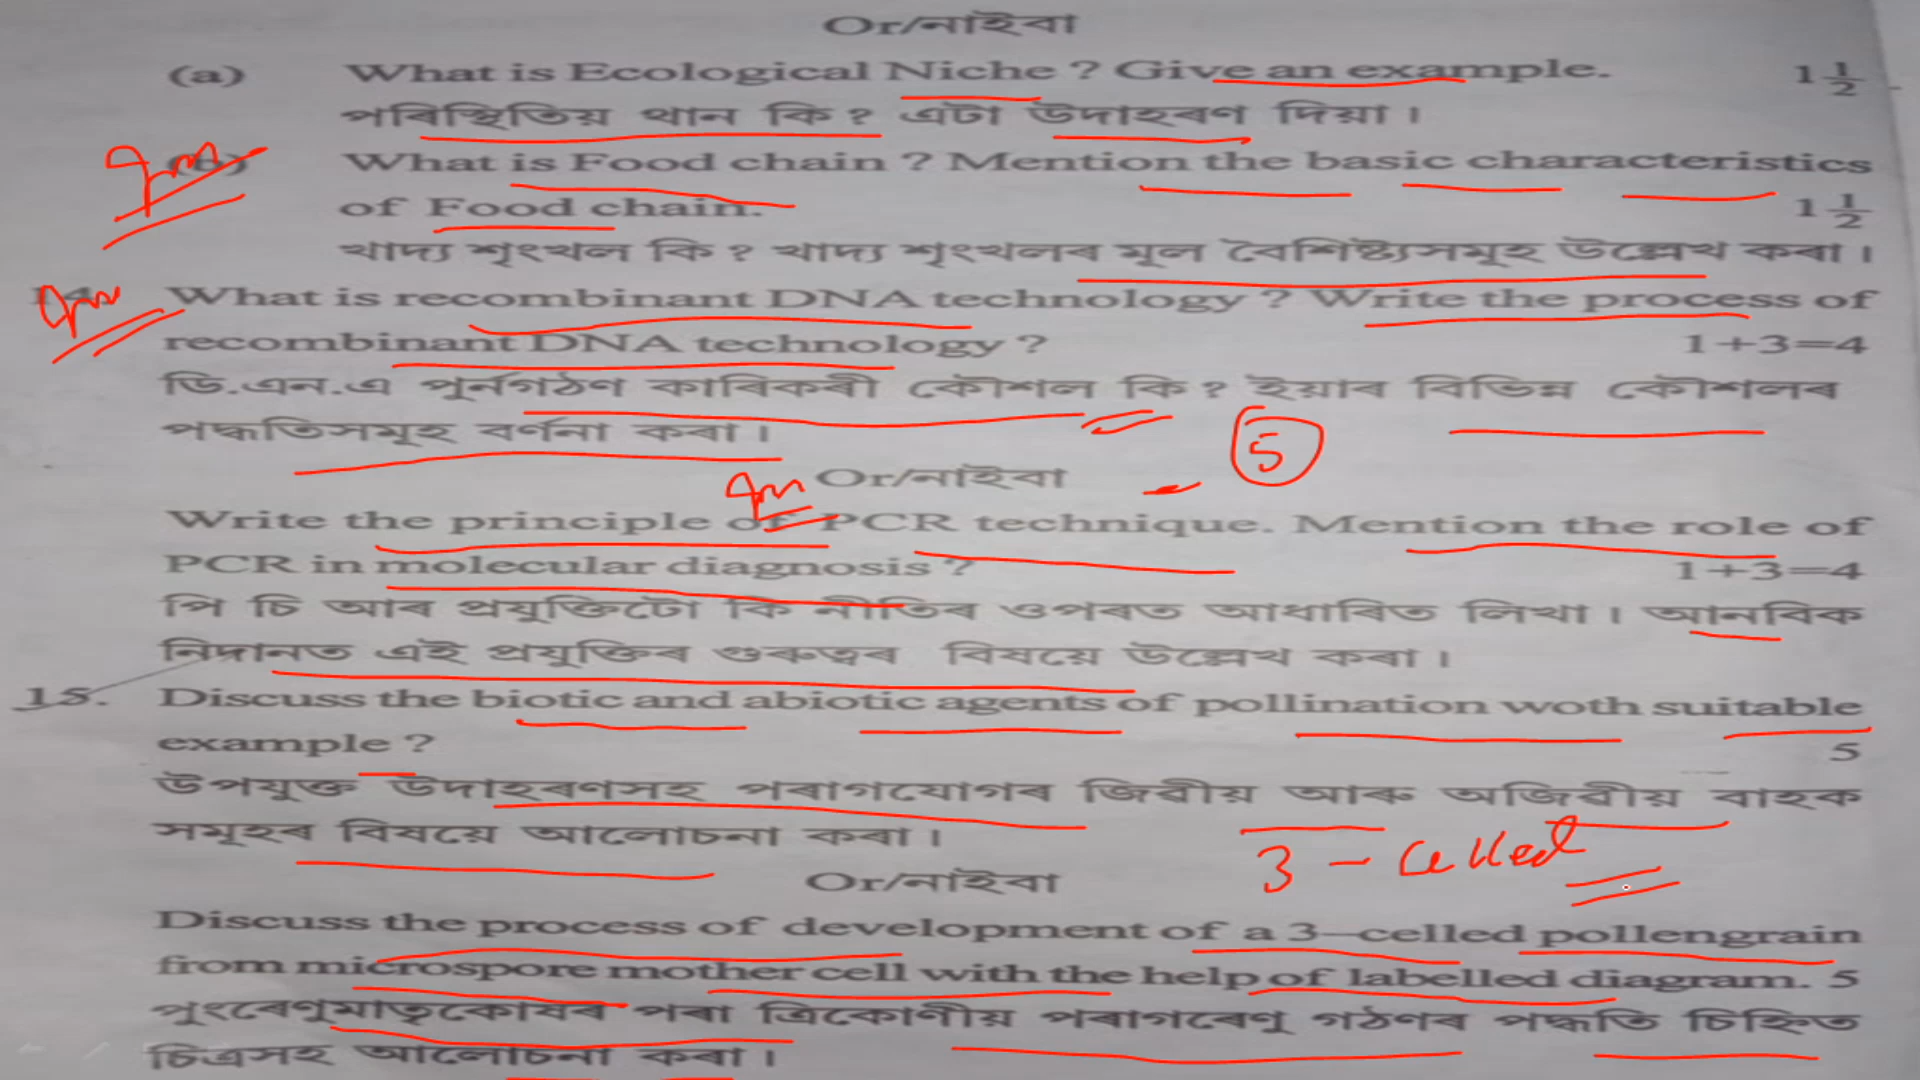 Or/নাইবা
(a) What is Ecological Niche ? Give an example. 1 1/2
পৰিস্থিতিয় থান কি? এটা উদাহৰণ দিয়া।
Im (b) What is Food chain ? Mention the basic characteristics
of Food chain. 1 1/2
খাদ্য শৃংখল কি? খাদ্য শৃংখলৰ মূল বৈশিষ্ট্যসমূহ উল্লেখ কৰা।
Im 14. What is recombinant DNA technology ? Write the process of
recombinant DNA technology ? 1+3=4
ডি.এন.এ পুৰ্নগঠণ কাৰিকৰী কৌশল কি? ইয়াৰ বিভিন্ন কৌশলৰ
পদ্ধতিসমূহ বৰ্ণনা কৰা।
5
Im Or/নাইবা
Write the principle of PCR technique. Mention the role of
PCR in molecular diagnosis ? 1+3=4
পি চি আৰ প্ৰযুক্তিটো কি নীতিৰ ওপৰত আধাৰিত লিখা। আনবিক
নিদানত এই প্ৰযুক্তিৰ গুৰুত্বৰ বিষয়ে উল্লেখ কৰা।
15. Discuss the biotic and abiotic agents of pollination woth suitable
example ? 5
উপযুক্ত উদাহৰণসহ পৰাগযোগৰ জিৱীয় আৰু অজিৱীয় বাহক
সমূহৰ বিষয়ে আলোচনা কৰা।
3 - celled
Or/নাইবা
Discuss the process of development of a 3–celled pollengrain
from microspore mother cell with the help of labelled diagram. 5
পুংৰেণুমাতৃকোষৰ পৰা ত্ৰিকোণীয় পৰাগৰেণু গঠণৰ পদ্ধতি চিহ্নিত
চিত্ৰসহ আলোচনা কৰা।